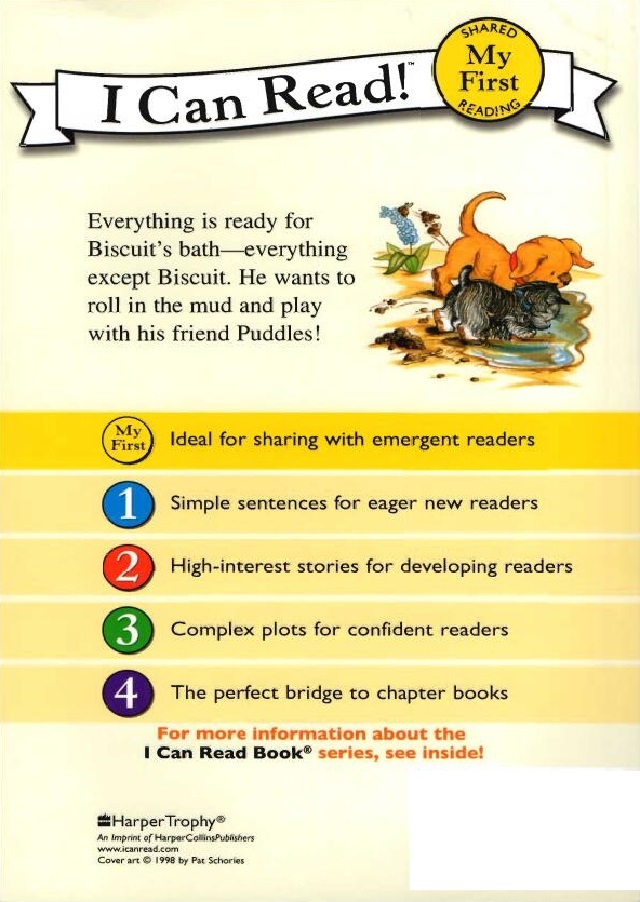 I Can Read!™
SHARED
My
First
READING
Everything is ready for
Biscuit's bath—everything
except Biscuit. He wants to
roll in the mud and play
with his friend Puddles!
My
First
Ideal for sharing with emergent readers
1 Simple sentences for eager new readers
2 High-interest stories for developing readers
3 Complex plots for confident readers
4 The perfect bridge to chapter books
For more information about the
I Can Read Book® series, see inside!
HarperTrophy®
An Imprint of HarperCollinsPublishers
www.icanread.com
Cover art © 1998 by Pat Schories